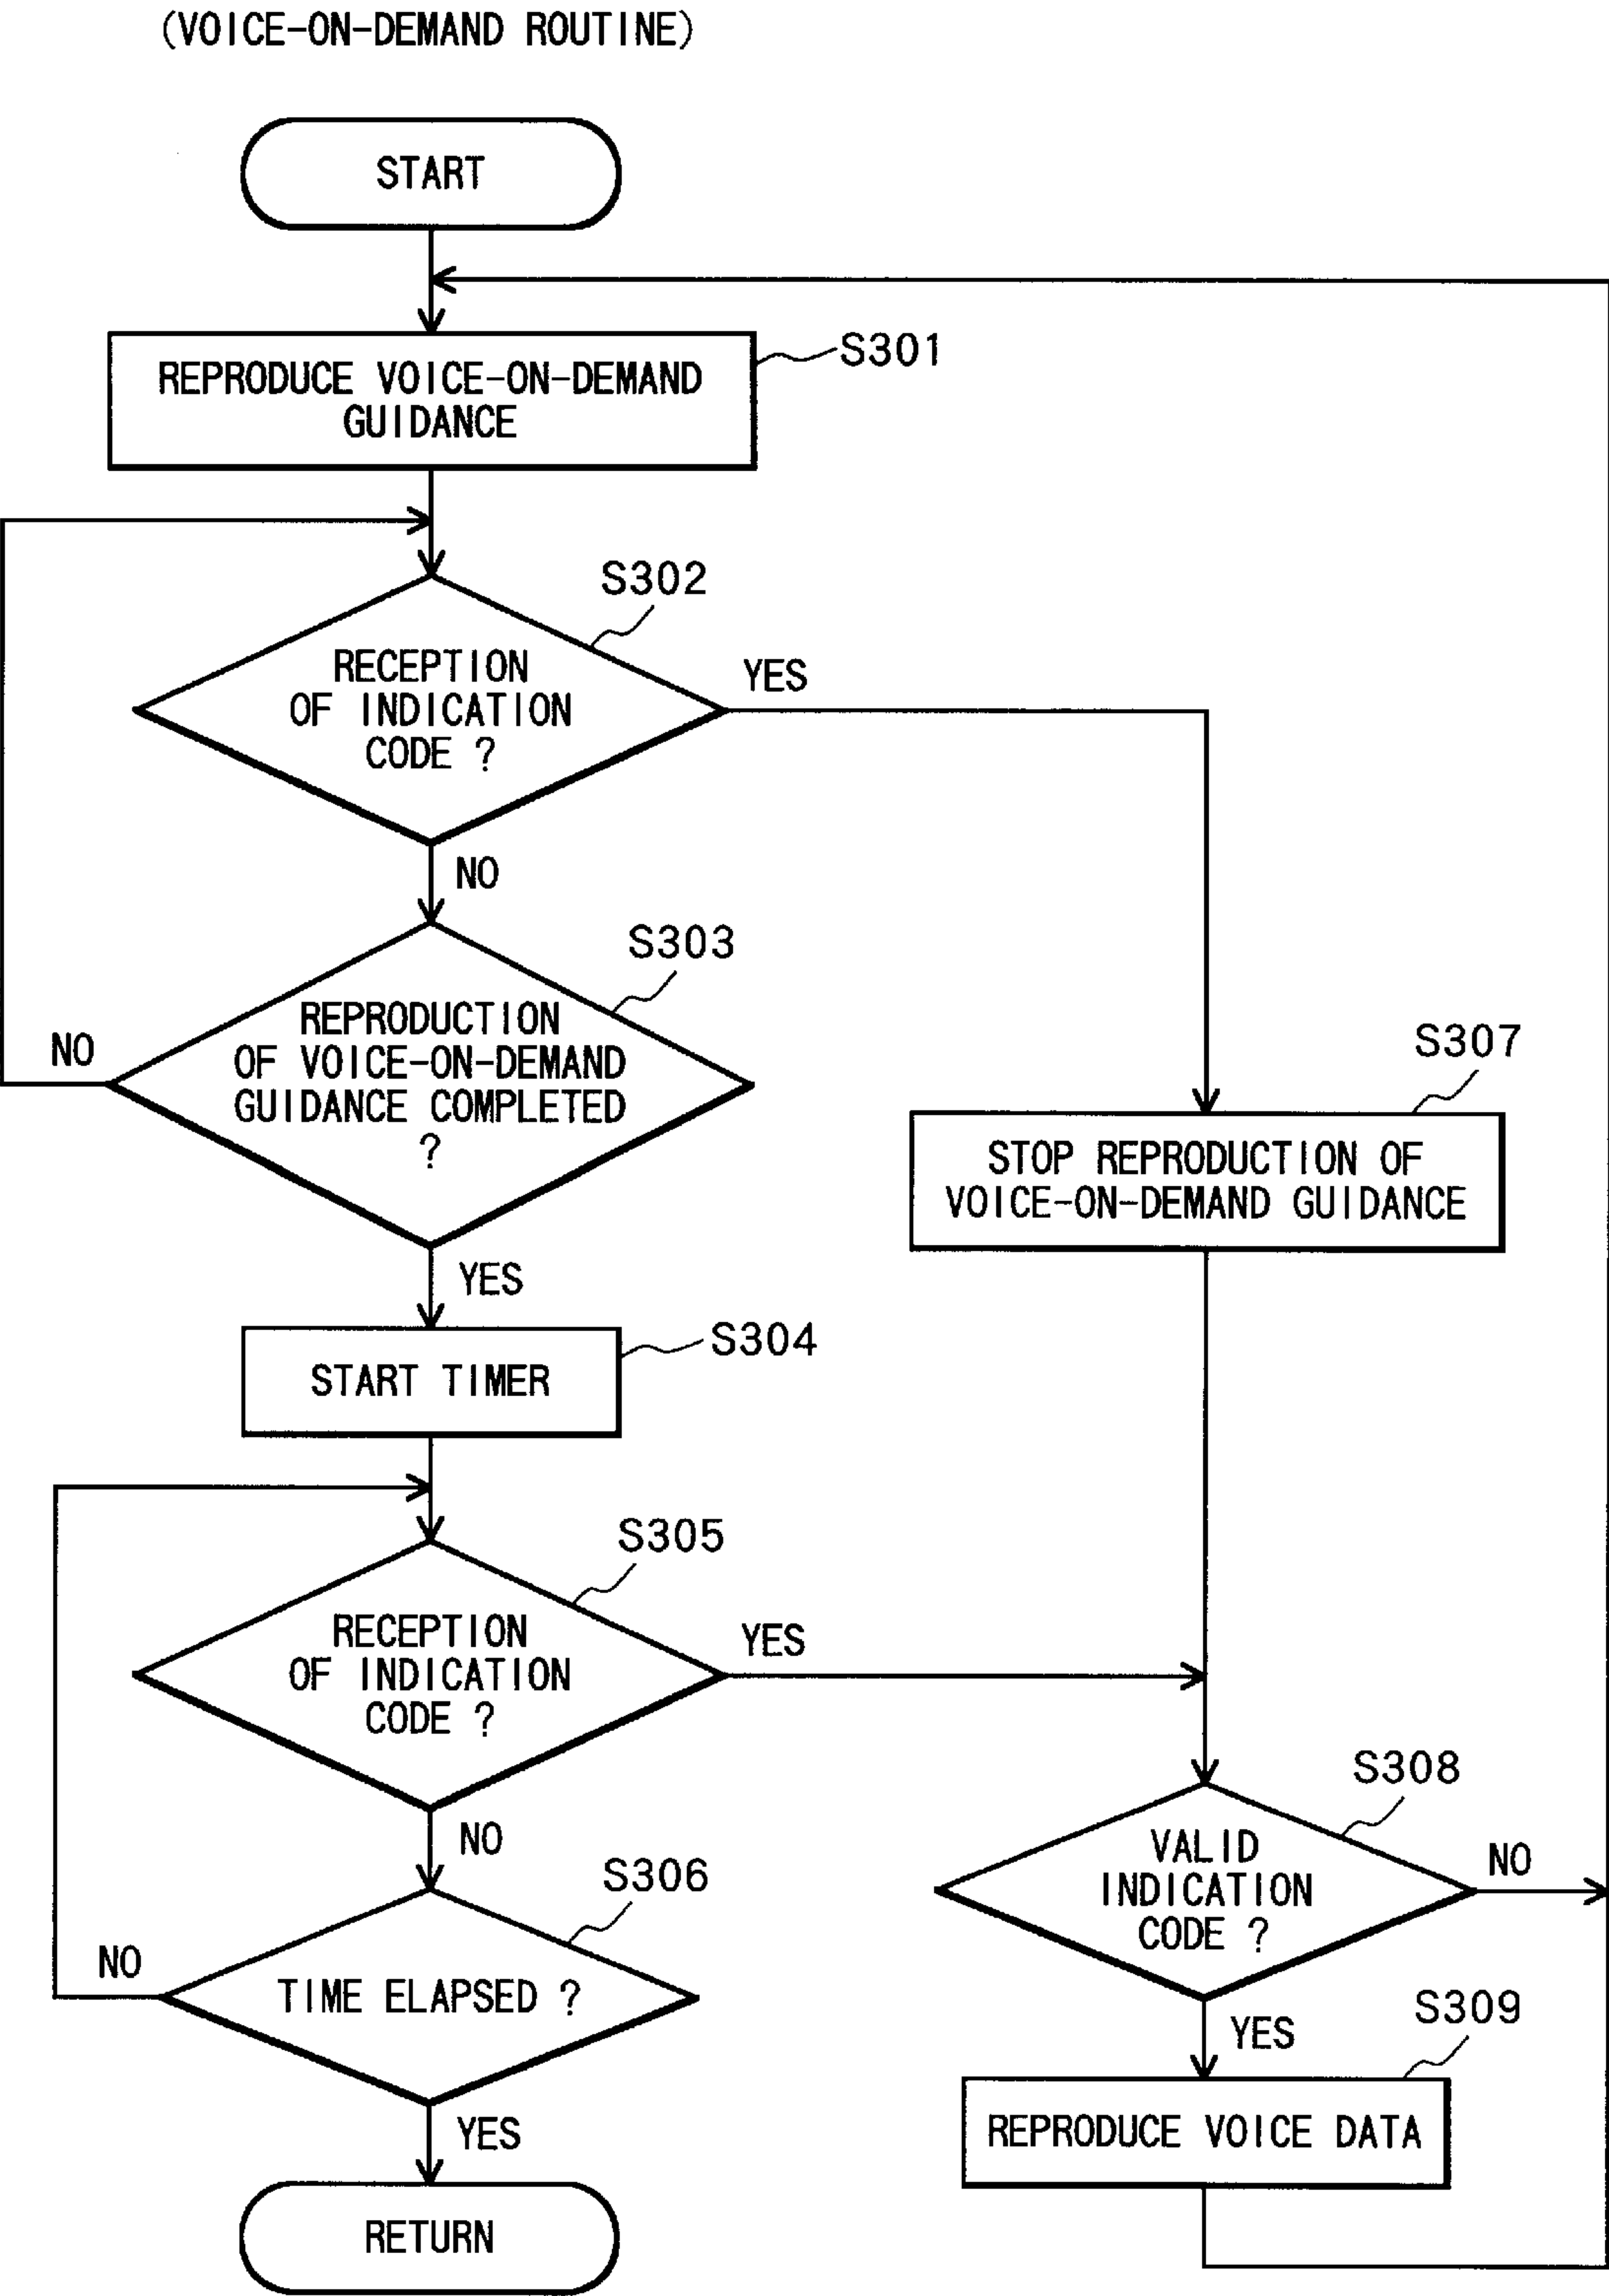 (VOICE-ON-DEMAND ROUTINE)
START
S301
REPRODUCE VOICE-ON-DEMAND
GUIDANCE
S302
RECEPTION
OF INDICATION
CODE ?
YES
NO
S303
REPRODUCTION
OF VOICE-ON-DEMAND
GUIDANCE COMPLETED
?
NO
YES
S307
STOP REPRODUCTION OF
VOICE-ON-DEMAND GUIDANCE
S304
START TIMER
S305
RECEPTION
OF INDICATION
CODE ?
YES
NO
S308
VALID
INDICATION
CODE ?
NO
YES
S306
TIME ELAPSED ?
NO
YES
S309
REPRODUCE VOICE DATA
RETURN